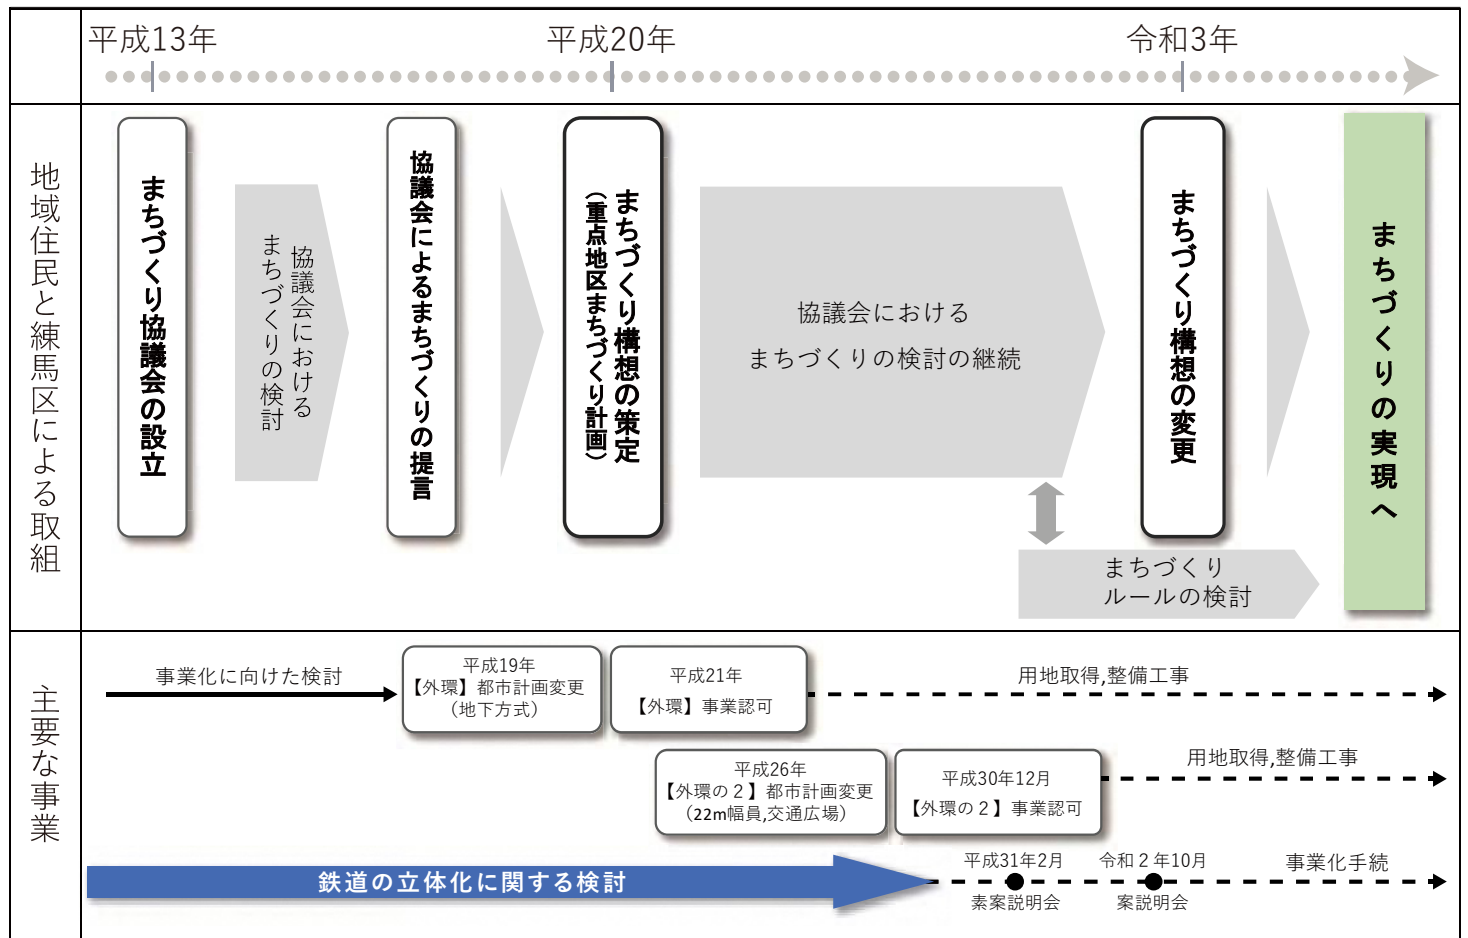 平成13年
平成20年
令和3年
地域住民と練馬区による取組
まちづくり協議会の設立
協議会における
まちづくりの検討
協議会によるまちづくりの提言
まちづくり構想の策定
（重点地区まちづくり計画）
協議会における
まちづくりの検討の継続
まちづくり構想の変更
まちづくりの実現へ
まちづくり
ルールの検討
主要な事業
事業化に向けた検討
平成19年
【外環】都市計画変更
（地下方式）
平成21年
【外環】事業認可
用地取得,整備工事
平成26年
【外環の２】都市計画変更
（22m幅員,交通広場）
平成30年12月
【外環の２】事業認可
用地取得,整備工事
鉄道の立体化に関する検討
平成31年2月
素案説明会
令和２年10月
案説明会
事業化手続